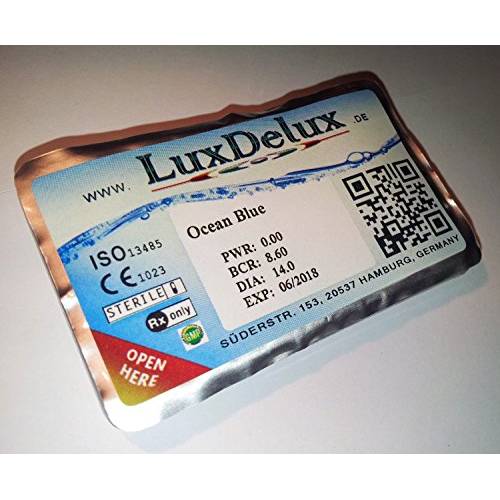 www. LuxDelux .DE
ISO 13485
CE 1023
STERILE
Rx only
GMP
OPEN
HERE
Ocean Blue
PWR: 0.00
BCR: 8.60
DIA: 14.0
EXP: 06/2018
SÜDERSTR. 153, 20537 HAMBURG, GERMANY